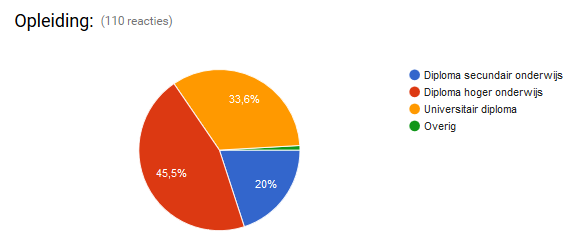 Opleiding: (110 reacties)
33,6%
45,5%
20%
Diploma secundair onderwijs
Diploma hoger onderwijs
Universitair diploma
Overig